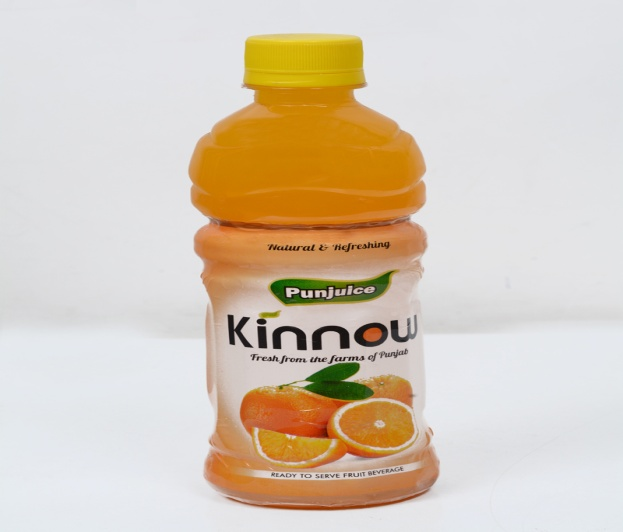 Natural & Refreshing
Punjuice
Kinnow
Fresh from the farms of Punjab
READY TO SERVE FRUIT BEVERAGE